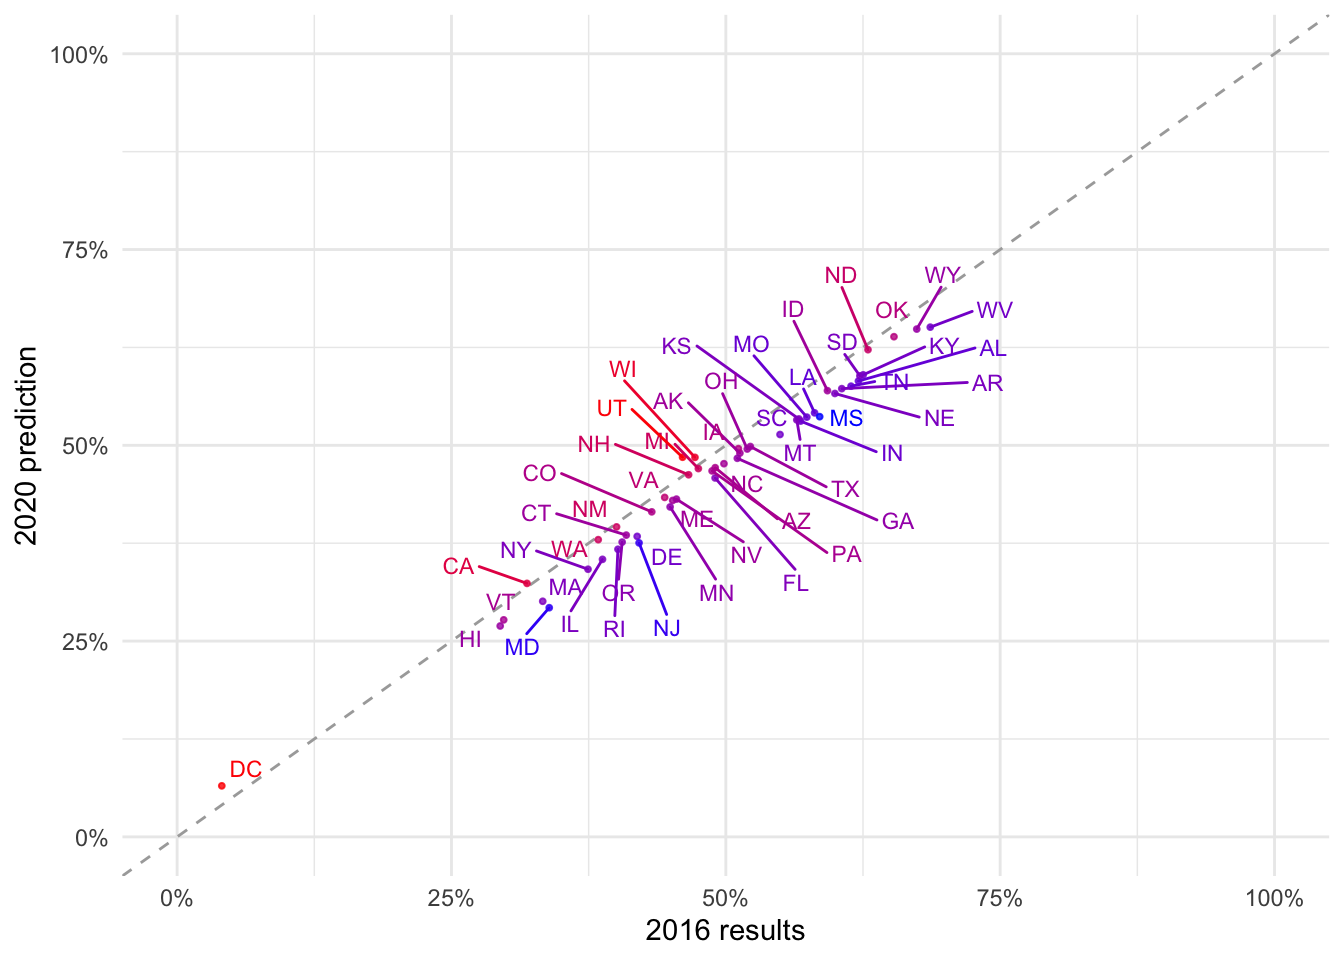 100%
75%
50%
25%
0%
2020 prediction
ND
WY
OK
WV
ID
SD
KS
MO
KY
AL
WI
LA
OH
TN
AR
AK
UT
SC
MS
NE
IA
MI
NH
MT
IN
CO
VA
NC
TX
NM
CT
ME
AZ
GA
NY
WA
DE
NV
PA
CA
MA
OR
MN
FL
VT
IL
RI
NJ
HI
MD
DC
0%
25%
50%
75%
100%
2016 results